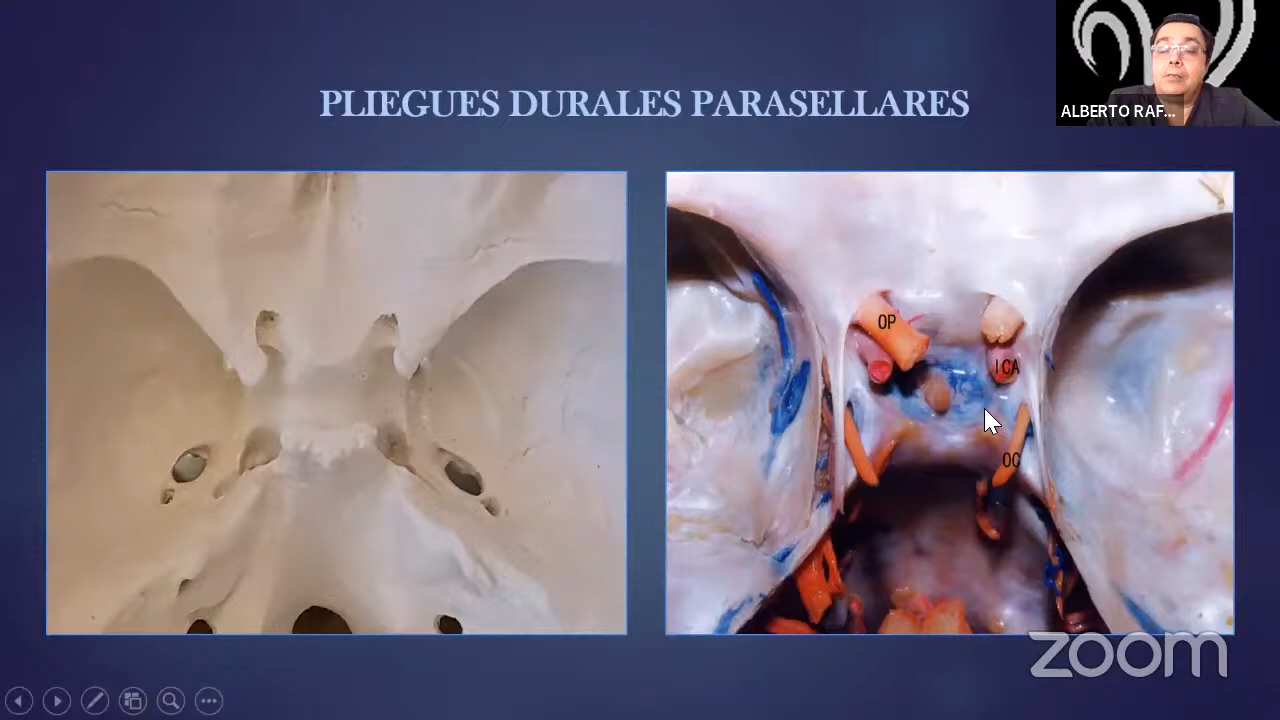 PLIEGUES DURALES PARASELLARES
ALBERTO RAF...
OP
ICA
OC
zoom